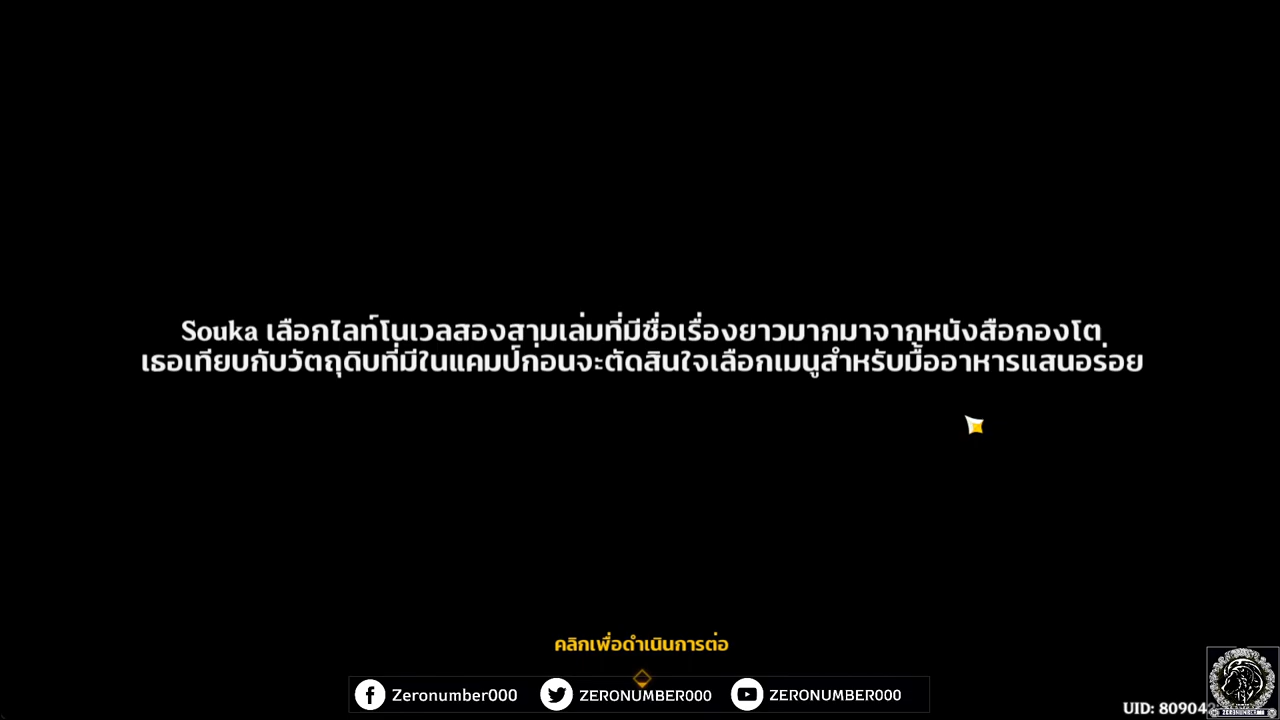 Souka เลือกไลท์โนเวลสองสามเล่มที่มีชื่อเรื่องยาวมากมาจากหนังสือกองโต
เธอเทียบกับวัตถุดิบที่มีในแคมป์ก่อนจะตัดสินใจเลือกเมนูสำหรับมื้ออาหารแสนอร่อย
คลิกเพื่อดำเนินการต่อ
Zeronumber000 ZERONUMBER000 ZERONUMBER000
UID: 80904
ZERONUMBER000